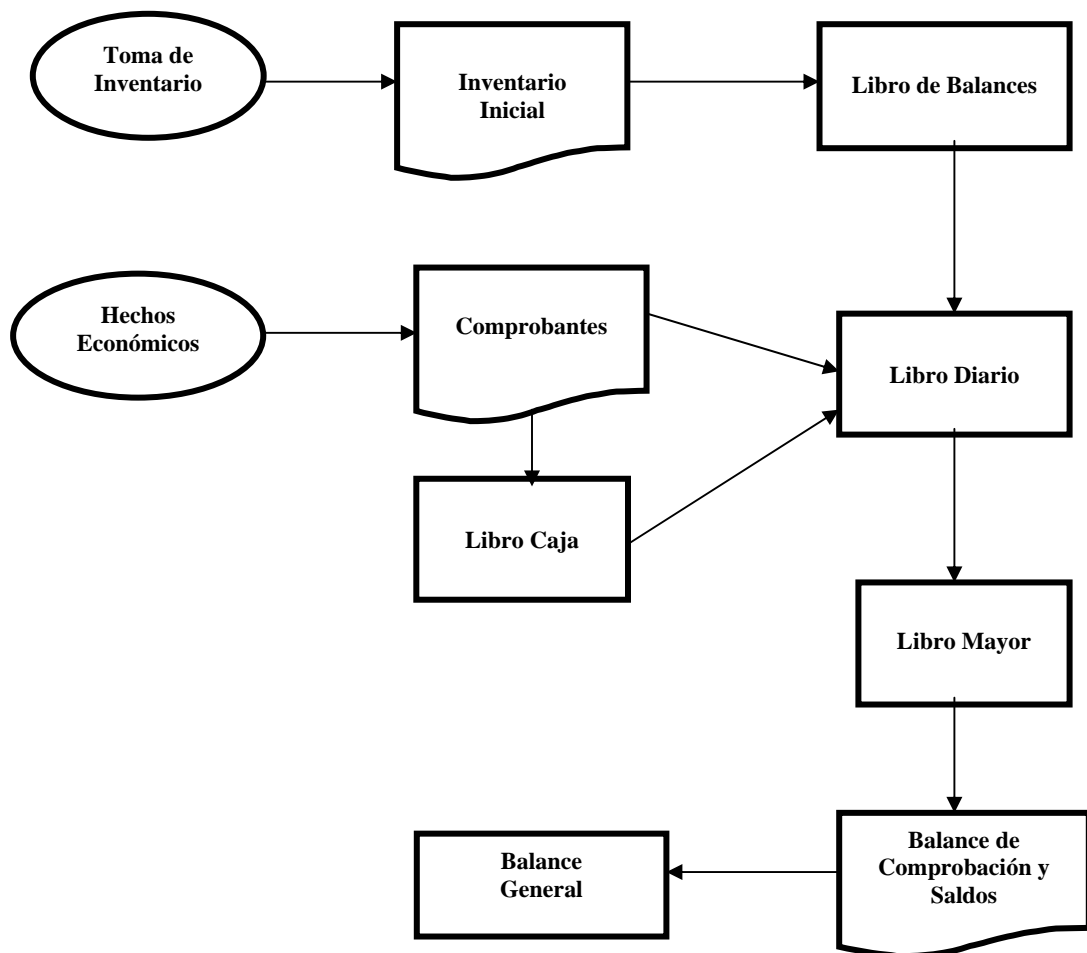 Toma de
Inventario
Inventario
Inicial
Libro de Balances
Hechos
Económicos
Comprobantes
Libro Diario
Libro Caja
Libro Mayor
Balance
General
Balance de
Comprobación y
Saldos